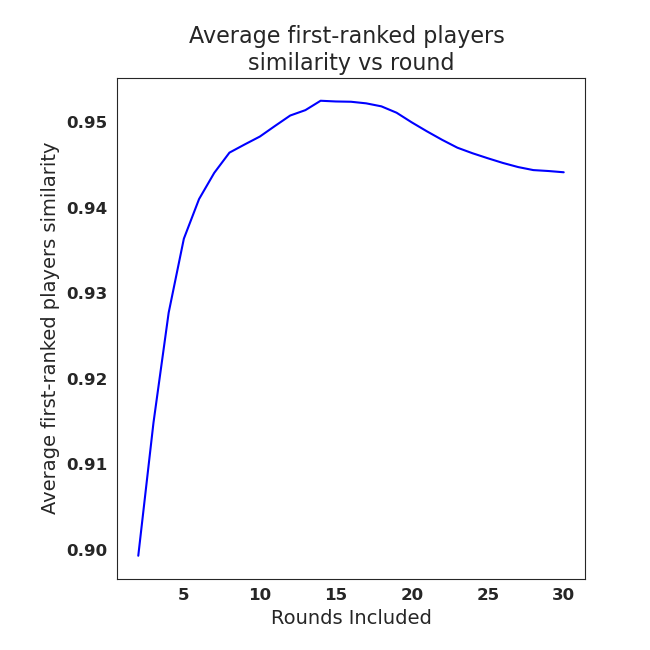 Average first-ranked players
similarity vs round
Average first-ranked players similarity
0.95
0.94
0.93
0.92
0.91
0.90
5 10 15 20 25 30
Rounds Included